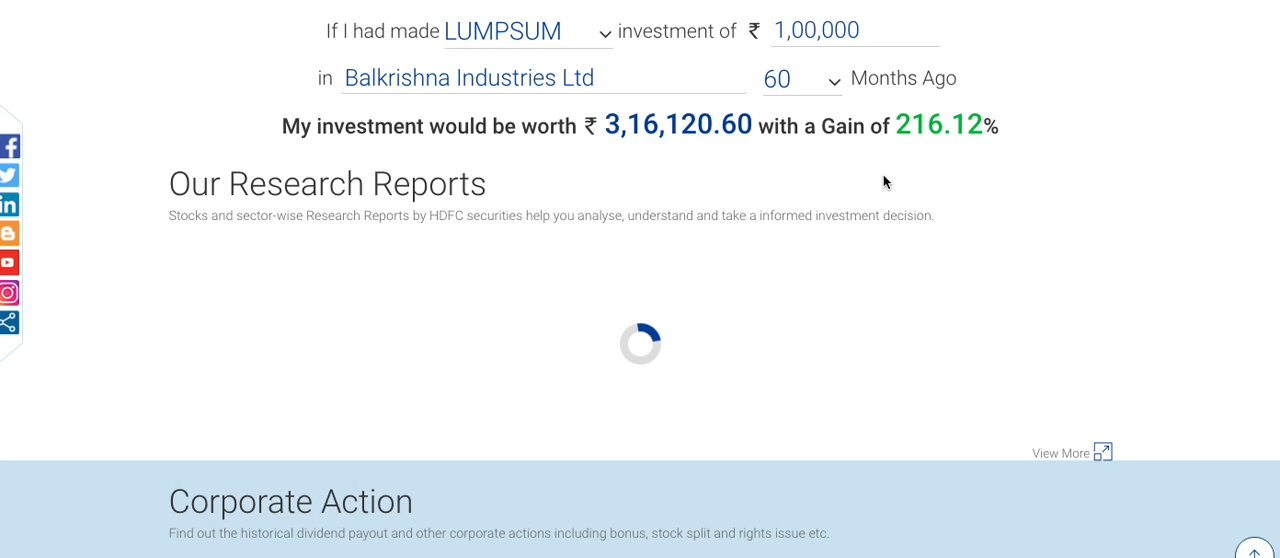 If I had made LUMPSUM investment of ₹ 1,00,000
in Balkrishna Industries Ltd 60 Months Ago
My investment would be worth ₹ 3,16,120.60 with a Gain of 216.12%
Our Research Reports
Stocks and sector-wise Research Reports by HDFC securities help you analyse, understand and take a informed investment decision.
View More
Corporate Action
Find out the historical dividend payout and other corporate actions including bonus, stock split and rights issue etc.